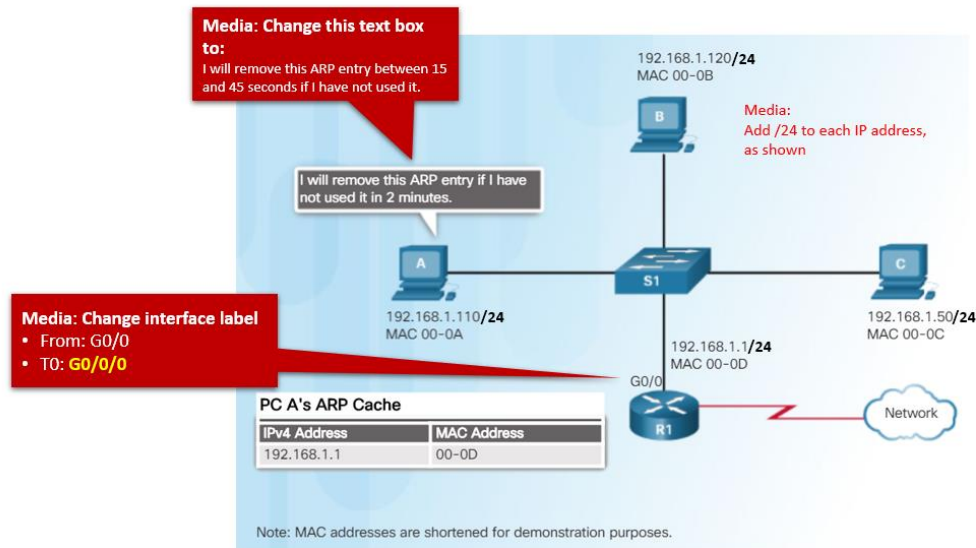 Media: Change this text box
to:
I will remove this ARP entry between 15
and 45 seconds if I have not used it.
192.168.1.120/24
MAC 00-0B
B
Media:
Add /24 to each IP address,
as shown
I will remove this ARP entry if I have
not used it in 2 minutes.
A
S1
C
192.168.1.110/24
MAC 00-0A
192.168.1.50/24
MAC 00-0C
Media: Change interface label
• From: G0/0
• T0: G0/0/0
192.168.1.1/24
MAC 00-0D
G0/0
R1
Network
PC A's ARP Cache
IPv4 Address MAC Address
192.168.1.1 00-0D
Note: MAC addresses are shortened for demonstration purposes.